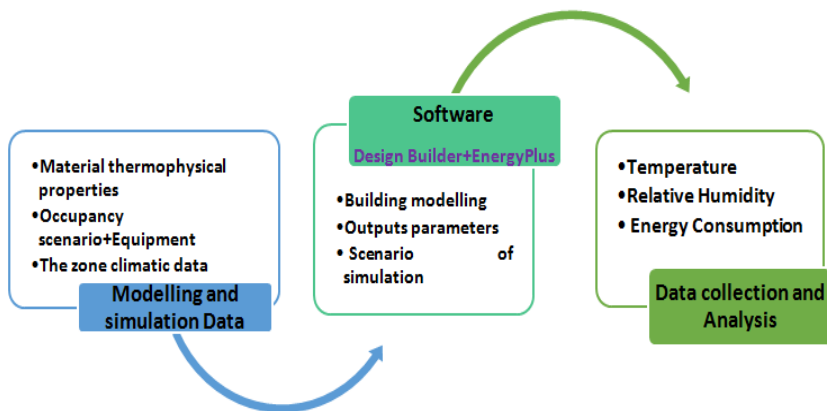 •Material thermophysical
properties
•Occupancy
scenario+Equipment
•The zone climatic data
Modelling and
simulation Data
Software
Design Builder+EnergyPlus
•Building modelling
•Outputs parameters
• Scenario of
simulation
•Temperature
•Relative Humidity
• Energy Consumption
Data collection and
Analysis